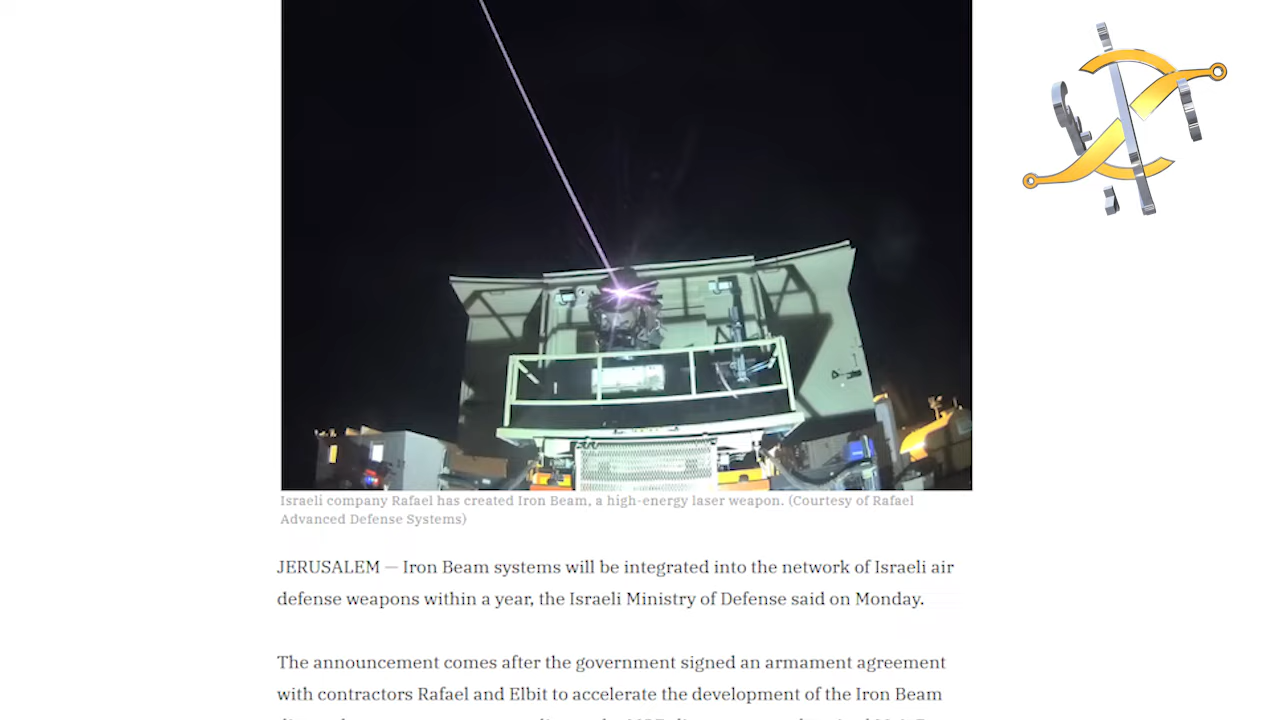 Israeli company Rafael has created Iron Beam, a high-energy laser weapon. (Courtesy of Rafael
Advanced Defense Systems)
JERUSALEM — Iron Beam systems will be integrated into the network of Israeli air
defense weapons within a year, the Israeli Ministry of Defense said on Monday.
The announcement comes after the government signed an armament agreement
with contractors Rafael and Elbit to accelerate the development of the Iron Beam